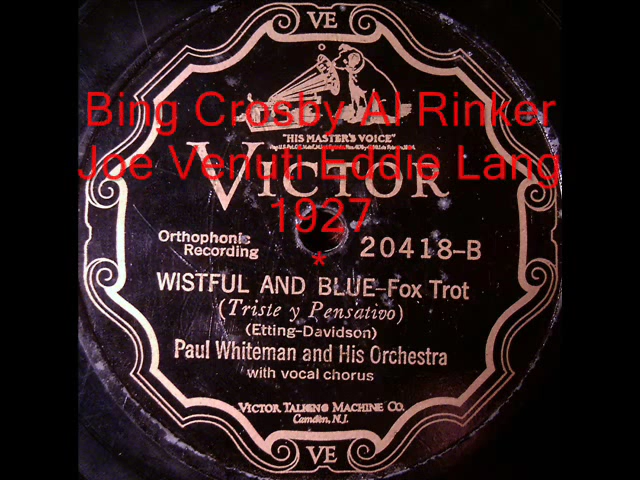 VE
Bing Crosby Al Rinker
"HIS MASTER'S VOICE"
Joe Venuti Eddie Lang
VICTOR
1927
Orthophonic
Recording
20418-B
*
WISTFUL AND BLUE-Fox Trot
(Triste y Pensativo)
(Etting-Davidson)
Paul Whiteman and His Orchestra
with vocal chorus
VICTOR TALKING MACHINE CO.
Camden, N.J.
VE